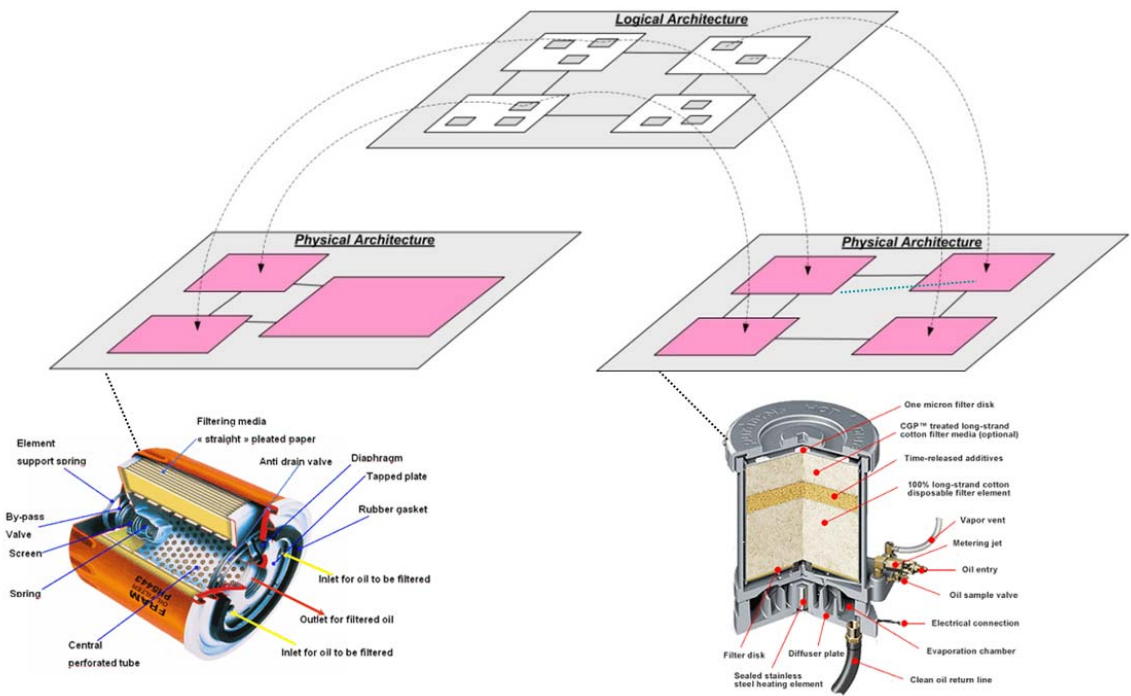 Logical Architecture
Physical Architecture
Physical Architecture
Filtering media
« straight » pleated paper
Element
support spring
Anti drain valve
Diaphragm
Tapped plate
Rubber gasket
By-pass
Valve
Screen
Spring
Inlet for oil to be filtered
Outlet for filtered oil
Inlet for oil to be filtered
Central
perforated tube
FRAM
OIL FILTER
PH5443
One micron filter disk
CGP™ treated long-strand
cotton filter media (optional)
Time-released additives
100% long-strand cotton
disposable filter element
Vapor vent
Metering jet
Oil entry
Oil sample valve
Electrical connection
Evaporation chamber
Clean oil return line
Filter disk
Diffuser plate
Sealed stainless
steel heating element